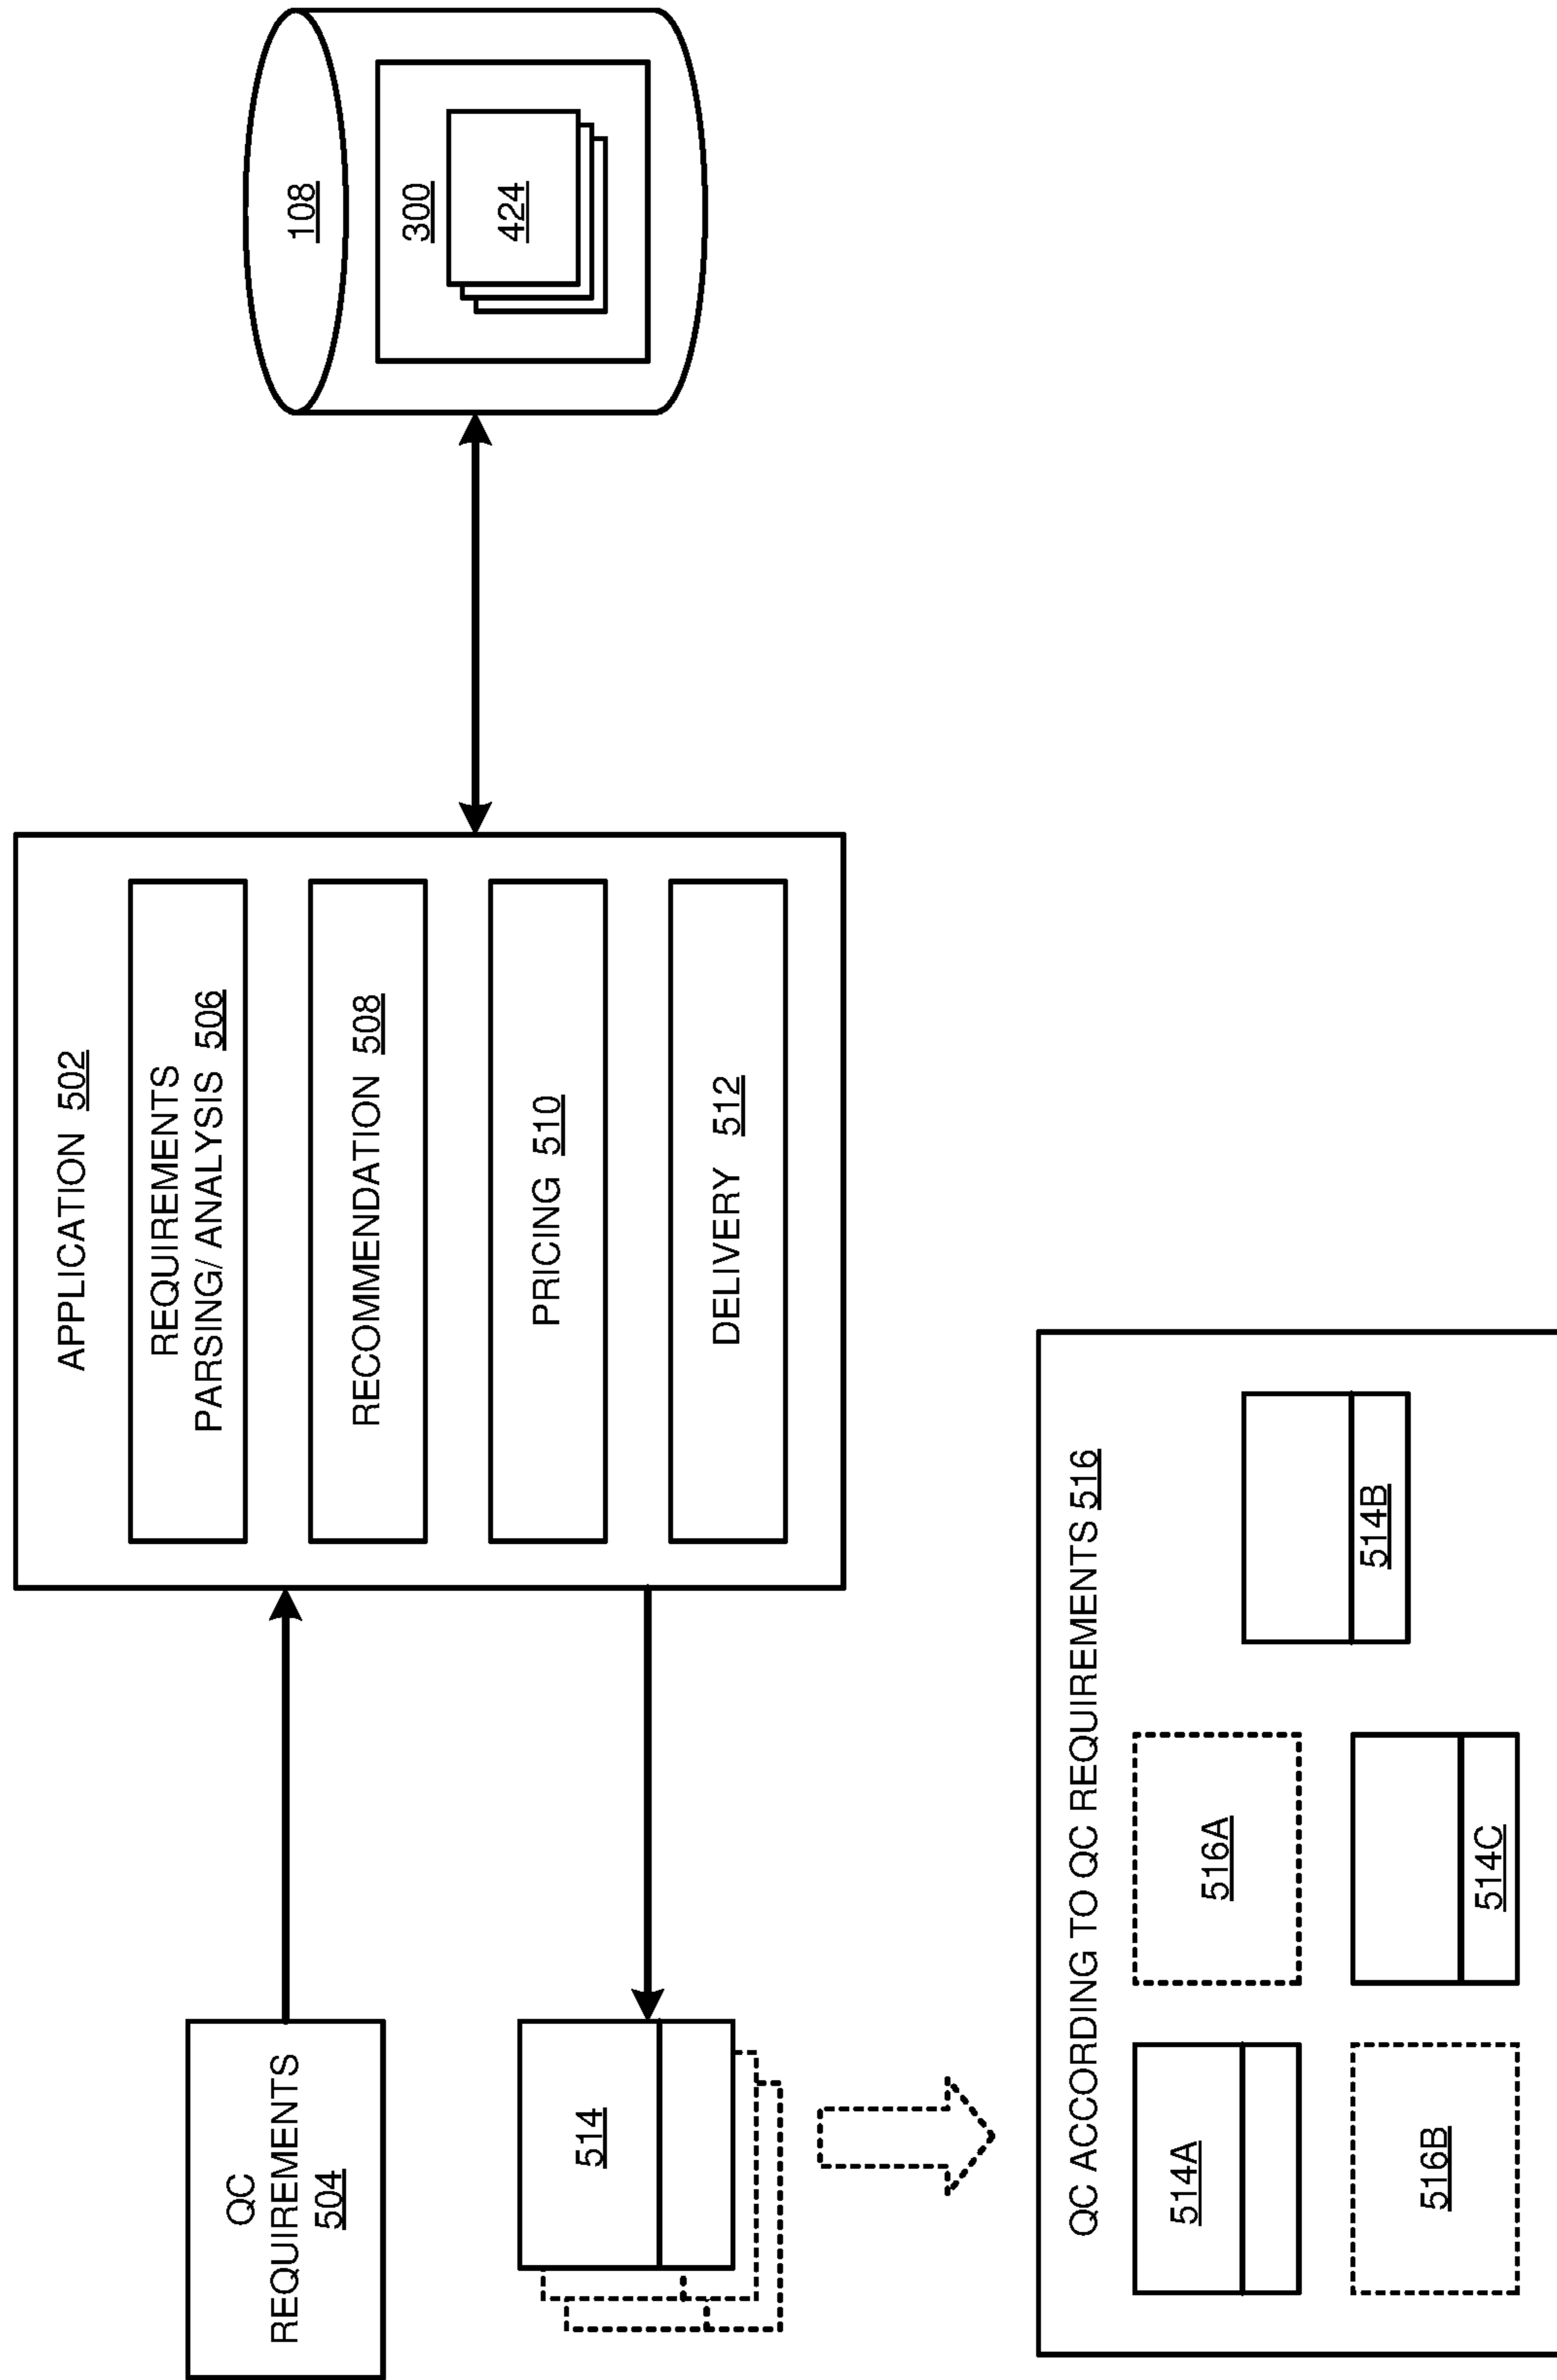 QC
REQUIREMENTS
504
514
APPLICATION 502
REQUIREMENTS
PARSING/ANALYSIS 506
RECOMMENDATION 508
PRICING 510
DELIVERY 512
108
300
424
QC ACCORDING TO QC REQUIREMENTS 516
514A
516A
514B
516B
514C